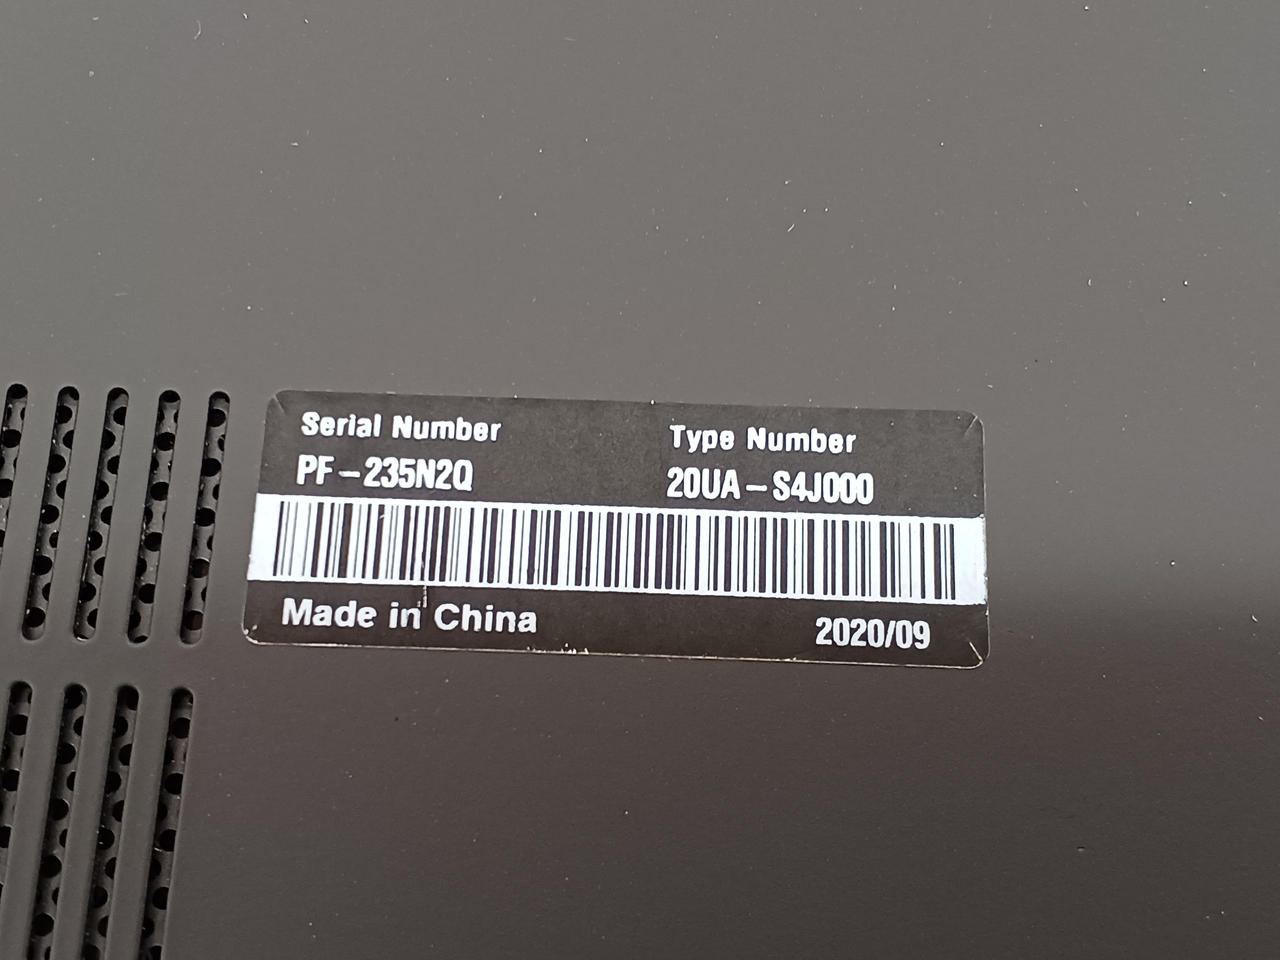 Serial Number
PF-235N2Q
Type Number
20UA-S4J000
Made in China
2020/09